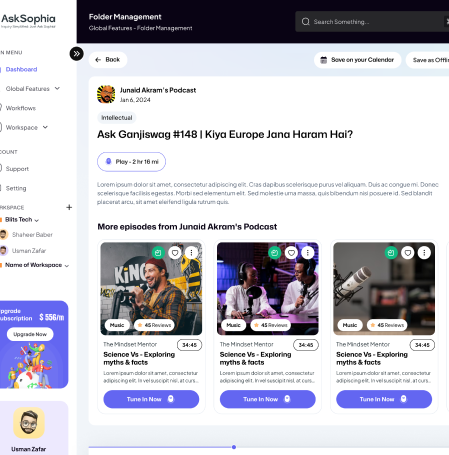 AskSophia
Folder Management
Global Features - Folder Management
Search Something...
N MENU
Dashboard
Global Features
Workflows
Workspace
COUNT
Support
Setting
RKSPACE +
Biits Tech
Shaheer Baber
Usman Zafar
Name of Workspace
pgrade
ubscription
$ 556/m
Upgrade Now
Usman Zafar
Back
Save on your Calendar
Save as Offli
Junaid Akram's Podcast
Jan 6, 2024
Intellectual
Ask Ganjiswag #148 | Kiya Europe Jana Haram Hai?
Play - 2 hr 16 mi
Lorem ipsum dolor sit amet, consectetur adipiscing elit. Cras dapibus scelerisque purus vel aliquam. Duis ac congue mi. Donec
scelerisque facilisis egestas. Morbi sed elementum elit. Sed molestie urna massa, quis bibendum nisi posuere id. Sed blandit
placerat arcu, sit amet eleifend ligula rutrum quis.
More episodes from Junaid Akram's Podcast
KiNG
Music
45 Reviews
The Mindset Mentor
34:45
Science Vs - Exploring
myths & facts
Lorem ipsum dolor sit amet, consectetur
adipiscing elit. In vel suscipit nisl, at curs...
Tune In Now
Music
45 Reviews
The Mindset Mentor
34:45
Science Vs - Exploring
myths & facts
Lorem ipsum dolor sit amet, consectetur
adipiscing elit. In vel suscipit nisl, at curs...
Tune In Now
Music
45 Reviews
The Mindset Mentor
34:45
Science Vs - Exploring
myths & facts
Lorem ipsum dolor sit amet, consectetur
adipiscing elit. In vel suscipit nisl, at curs...
Tune In Now